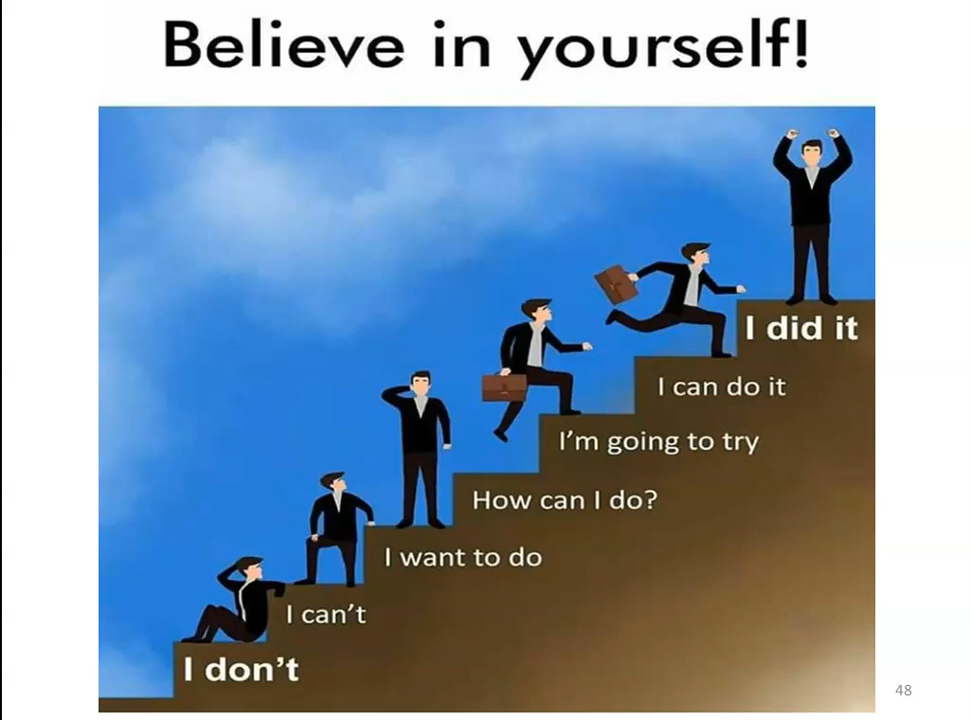 Believe in yourself!
I did it
I can do it
I'm going to try
How can I do?
I want to do
I can't
I don't
48